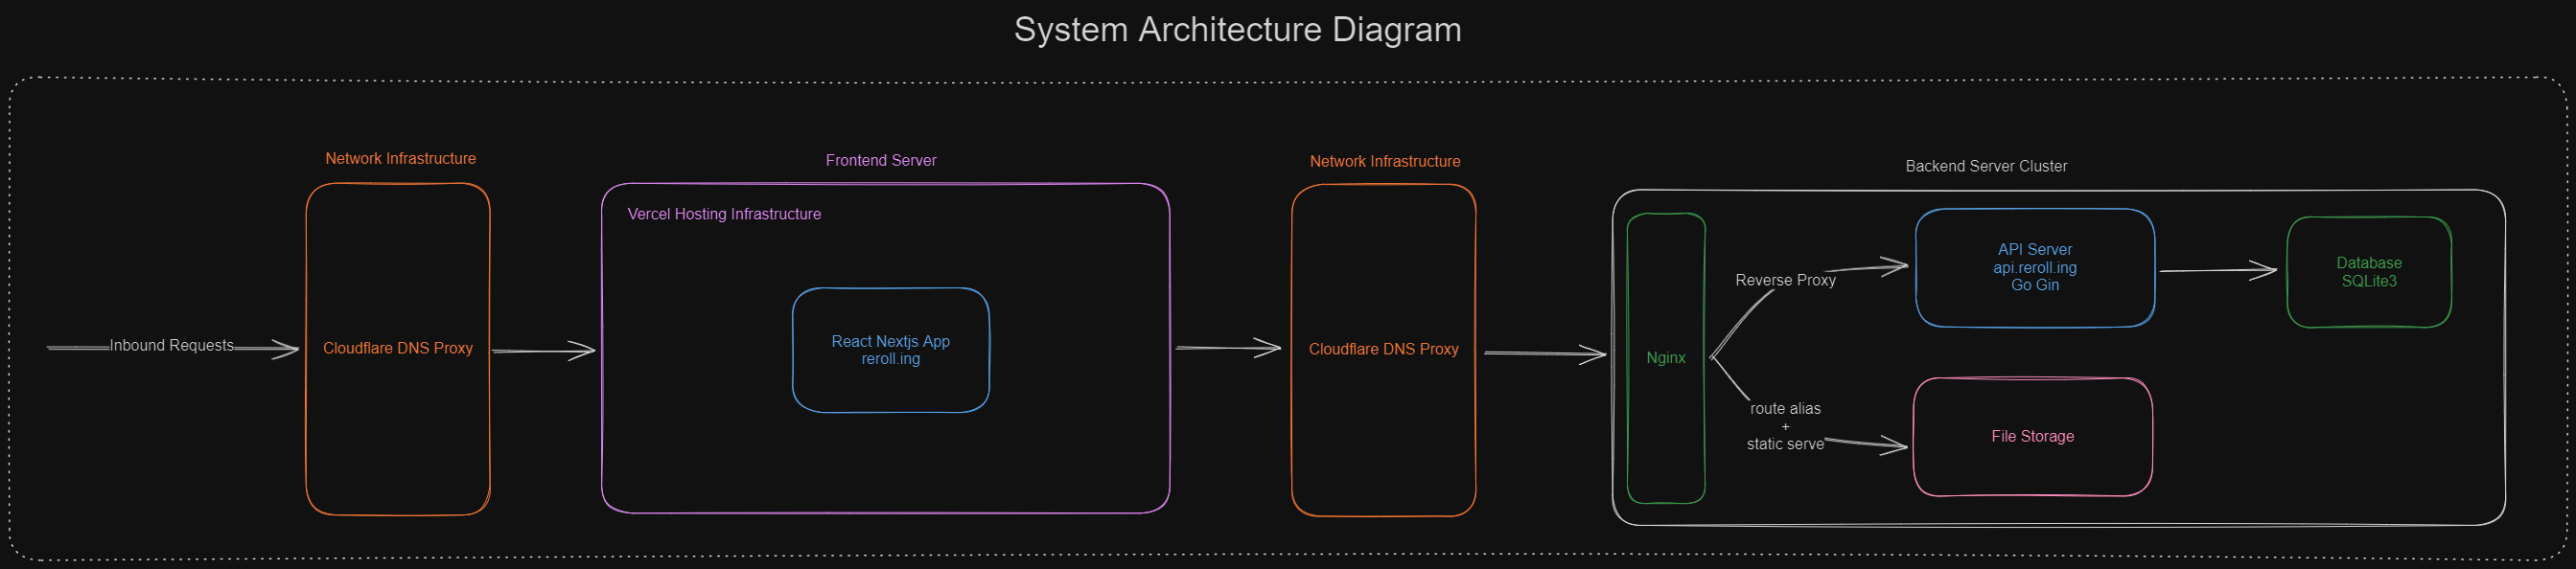 System Architecture Diagram
Inbound Requests
Network Infrastructure
Cloudflare DNS Proxy
Frontend Server
Vercel Hosting Infrastructure
React Nextjs App
reroll.ing
Network Infrastructure
Cloudflare DNS Proxy
Backend Server Cluster
Nginx
Reverse Proxy
route alias
+
static serve
API Server
api.reroll.ing
Go Gin
File Storage
Database
SQLite3